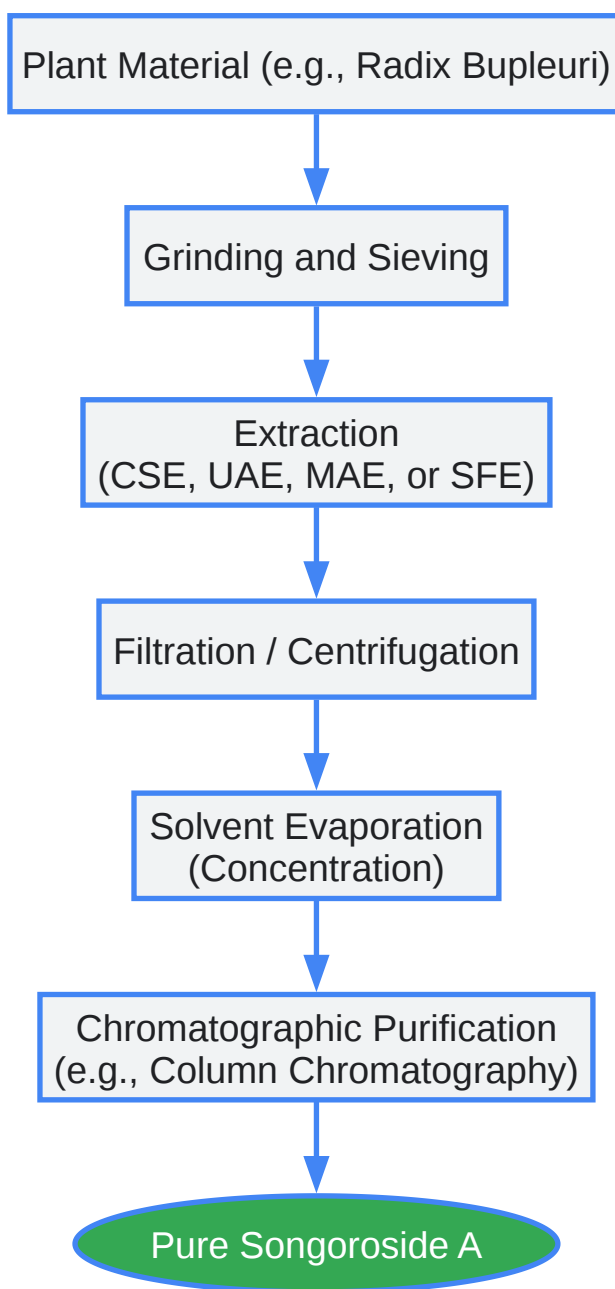 Plant Material (e.g., Radix Bupleuri)
Grinding and Sieving
Extraction
(CSE, UAE, MAE, or SFE)
Filtration / Centrifugation
Solvent Evaporation
(Concentration)
Chromatographic Purification
(e.g., Column Chromatography)
Pure Songoroside A